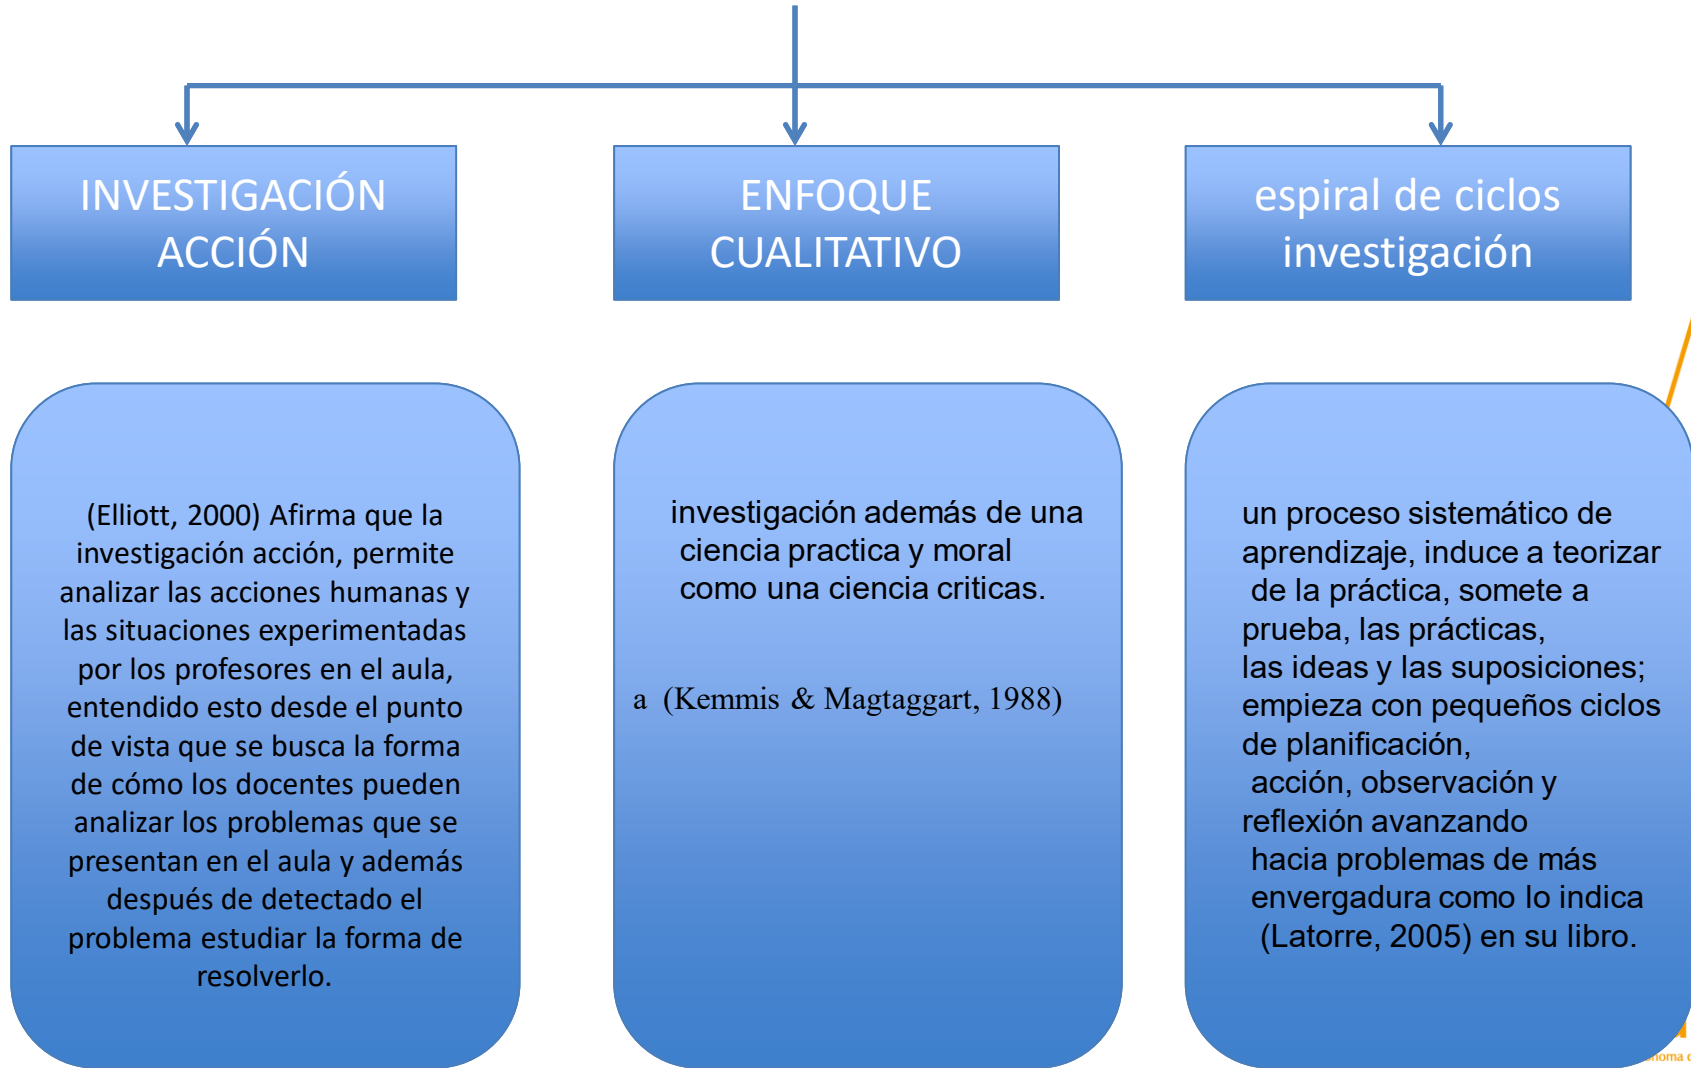 INVESTIGACIÓN
ACCIÓN
ENFOQUE
CUALITATIVO
espiral de ciclos
investigación
(Elliott, 2000) Afirma que la
investigación acción, permite
analizar las acciones humanas y
las situaciones experimentadas
por los profesores en el aula,
entendido esto desde el punto
de vista que se busca la forma
de cómo los docentes pueden
analizar los problemas que se
presentan en el aula y además
después de detectado el
problema estudiar la forma de
resolverlo.
investigación además de una
ciencia practica y moral
como una ciencia criticas.
a (Kemmis & Magtaggart, 1988)
un proceso sistemático de
aprendizaje, induce a teorizar
de la práctica, somete a
prueba, las prácticas,
las ideas y las suposiciones;
empieza con pequeños ciclos
de planificación,
acción, observación y
reflexión avanzando
hacia problemas de más
envergadura como lo indica
(Latorre, 2005) en su libro.